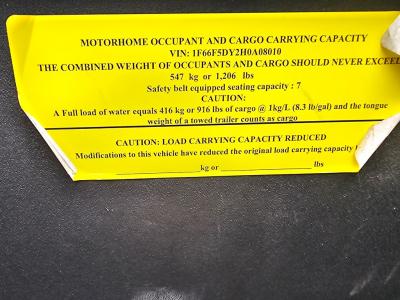 MOTORHOME OCCUPANT AND CARGO CARRYING CAPACITY
VIN: 1F66F5DY2H0A08010
THE COMBINED WEIGHT OF OCCUPANTS AND CARGO SHOULD NEVER EXCEED
547 kg or 1,206 lbs
Safety belt equipped seating capacity : 7
CAUTION:
A Full load of water equals 416 kg or 916 lbs of cargo @ 1kg/L (8.3 lb/gal) and the tongue
weight of a towed trailer counts as cargo
CAUTION: LOAD CARRYING CAPACITY REDUCED
Modifications to this vehicle have reduced the original load carrying capacity
kg or lbs